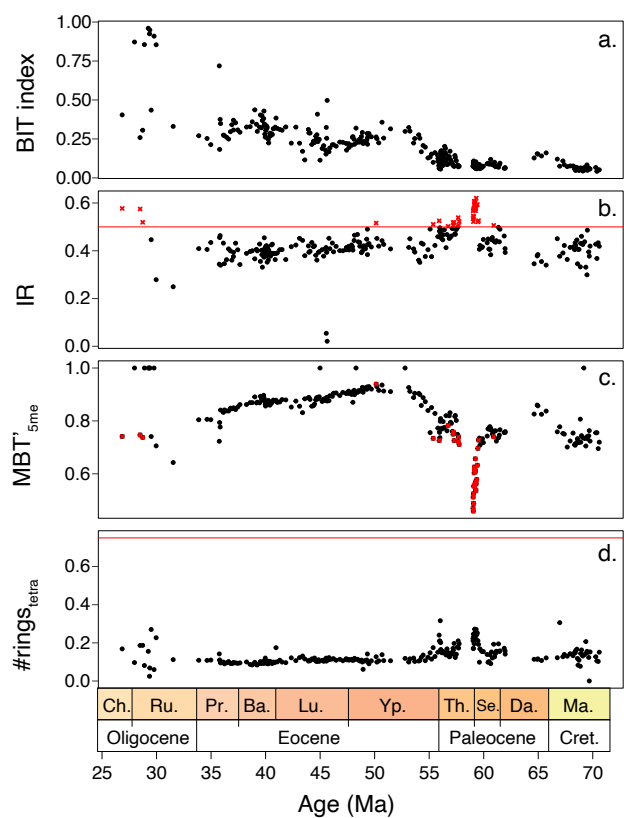 1.00
0.75
0.50
0.25
0.00
BIT index
a.
0.6
0.4
0.2
0.0
IR
b.
1.0
0.8
0.6
MBT'5me
c.
0.6
0.4
0.2
0.0
#ringstetra
d.
Ch. Ru. Pr. Ba. Lu. Yp. Th. Se. Da. Ma.
Oligocene Eocene Paleocene Cret.
25 30 35 40 45 50 55 60 65 70
Age (Ma)